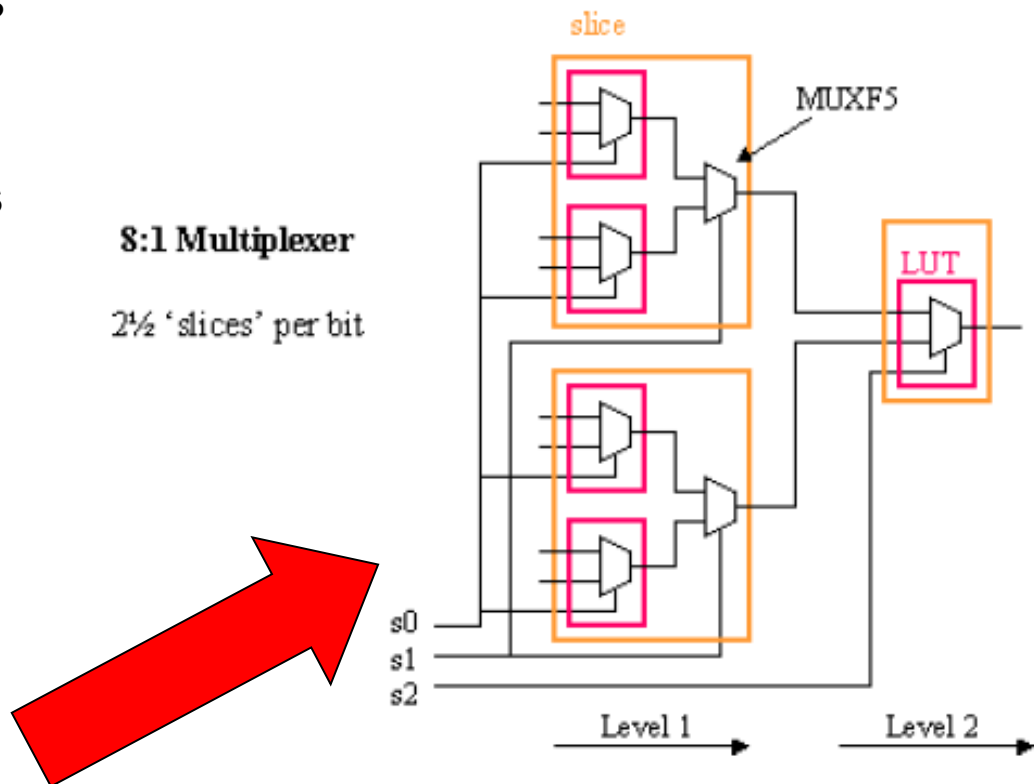 slice
MUXF5
8:1 Multiplexer
LUT
2½ ‘slices’ per bit
s0
s1
s2
Level 1
Level 2